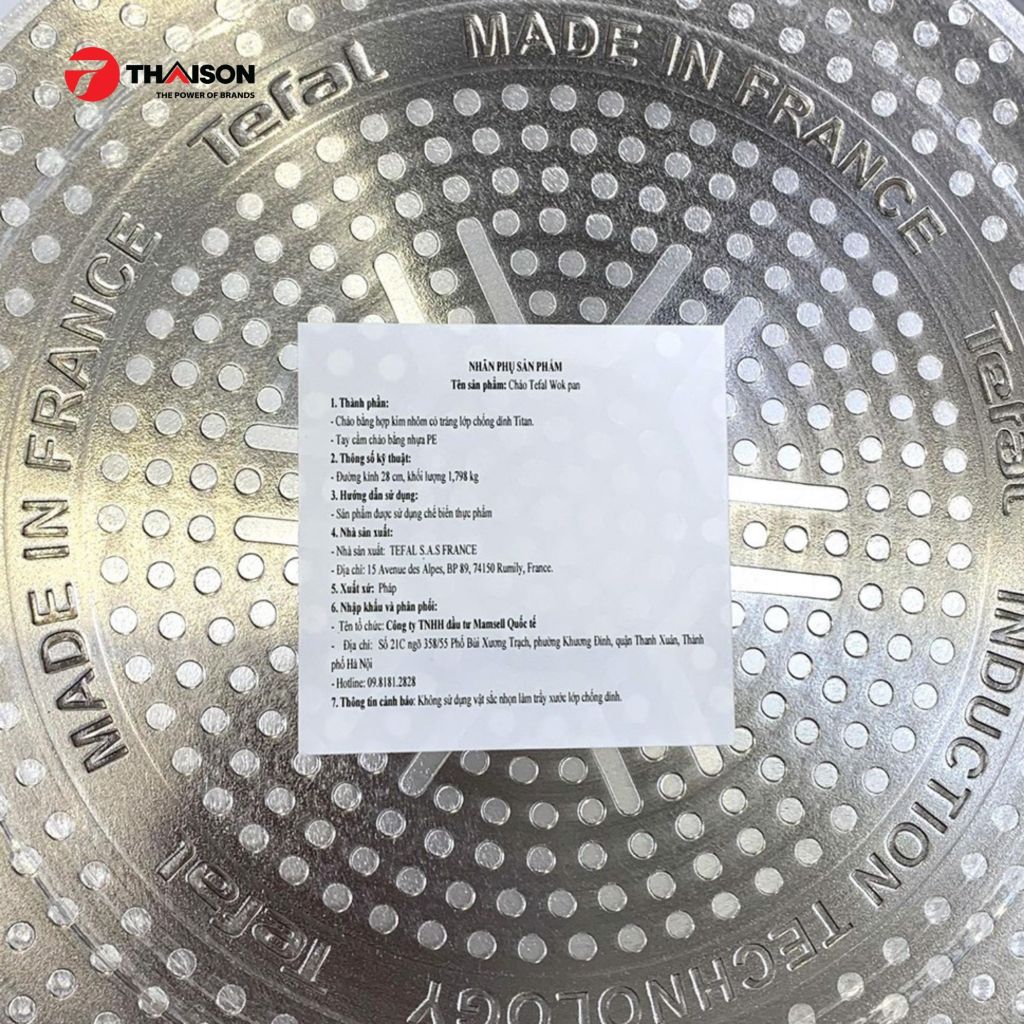 THAISON
THE POWER OF BRANDS
Tefal
MADE IN FRANCE
MADE IN FRANCE
Tefal
INDUCTION TECHNOLOGY
Tefal
NHÃN PHỤ SẢN PHẨM
Tên sản phẩm: Chảo Tefal Wok pan
1. Thành phần:
- Chảo bằng hợp kim nhôm có tráng lớp chống dính Titan.
- Tay cầm chảo bằng nhựa PE
2. Thông số kỹ thuật:
- Đường kính 28 cm, khối lượng 1,798 kg
3. Hướng dẫn sử dụng:
- Sản phẩm được sử dụng chế biến thực phẩm
4. Nhà sản xuất:
- Nhà sản xuất: TEFAL S.A.S FRANCE
- Địa chỉ: 15 Avenue des Alpes, BP 89, 74150 Rumily, France.
5. Xuất xứ: Pháp
6. Nhập khẩu và phân phối:
- Tên tổ chức: Công ty TNHH đầu tư Mamsell Quốc tế
- Địa chỉ: Số 21C ngõ 358/55 Phố Bùi Xương Trạch, phường Khương Đình, quận Thanh Xuân, Thành
phố Hà Nội
- Hotline: 09.8181.2828
7. Thông tin cảnh báo: Không sử dụng vật sắc nhọn làm trầy xước lớp chống dính.